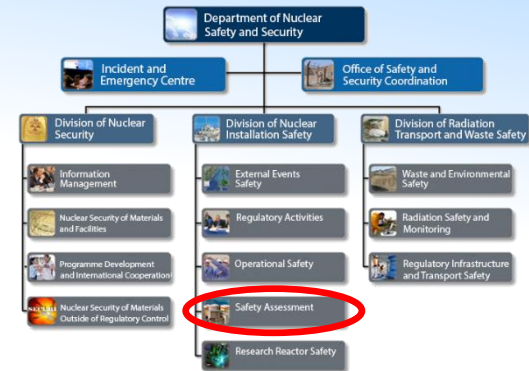 Department of Nuclear
Safety and Security
Incident and
Emergency Centre
Office of Safety and
Security Coordination
Division of Nuclear
Security
Division of Nuclear
Installation Safety
Division of Radiation
Transport and Waste Safety
Information
Management
External Events
Safety
Waste and Environmental
Safety
Nuclear Security of Materials
and Facilities
Regulatory Activities
Radiation Safety and
Monitoring
Programme Development
and International Cooperation
Operational Safety
Regulatory Infrastructure
and Transport Safety
Nuclear Security of Materials
Outside of Regulatory Control
Safety Assessment
Research Reactor Safety